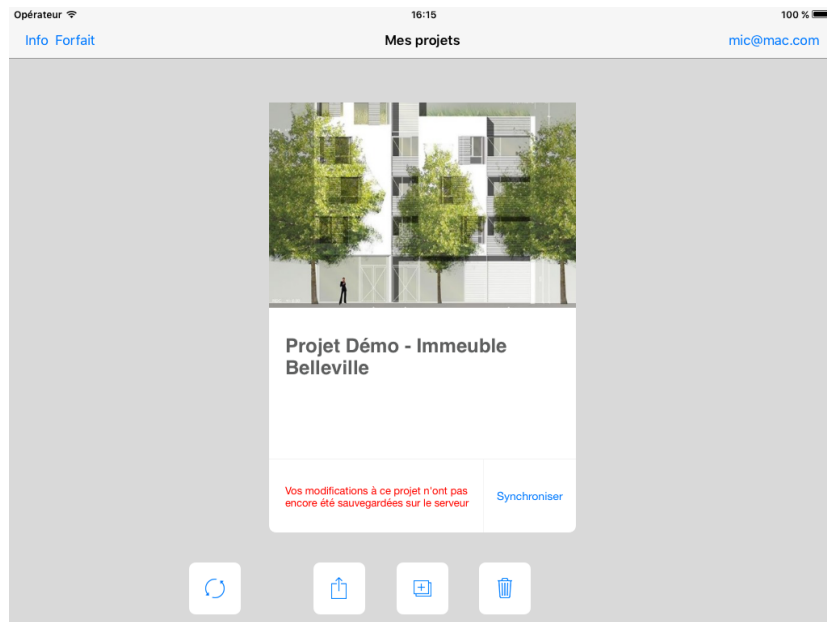 Opérateur 16:15 100 %
Info Forfait Mes projets mic@mac.com
Projet Démo - Immeuble
Belleville
Vos modifications à ce projet n'ont pas
encore été sauvegardées sur le serveur
Synchroniser